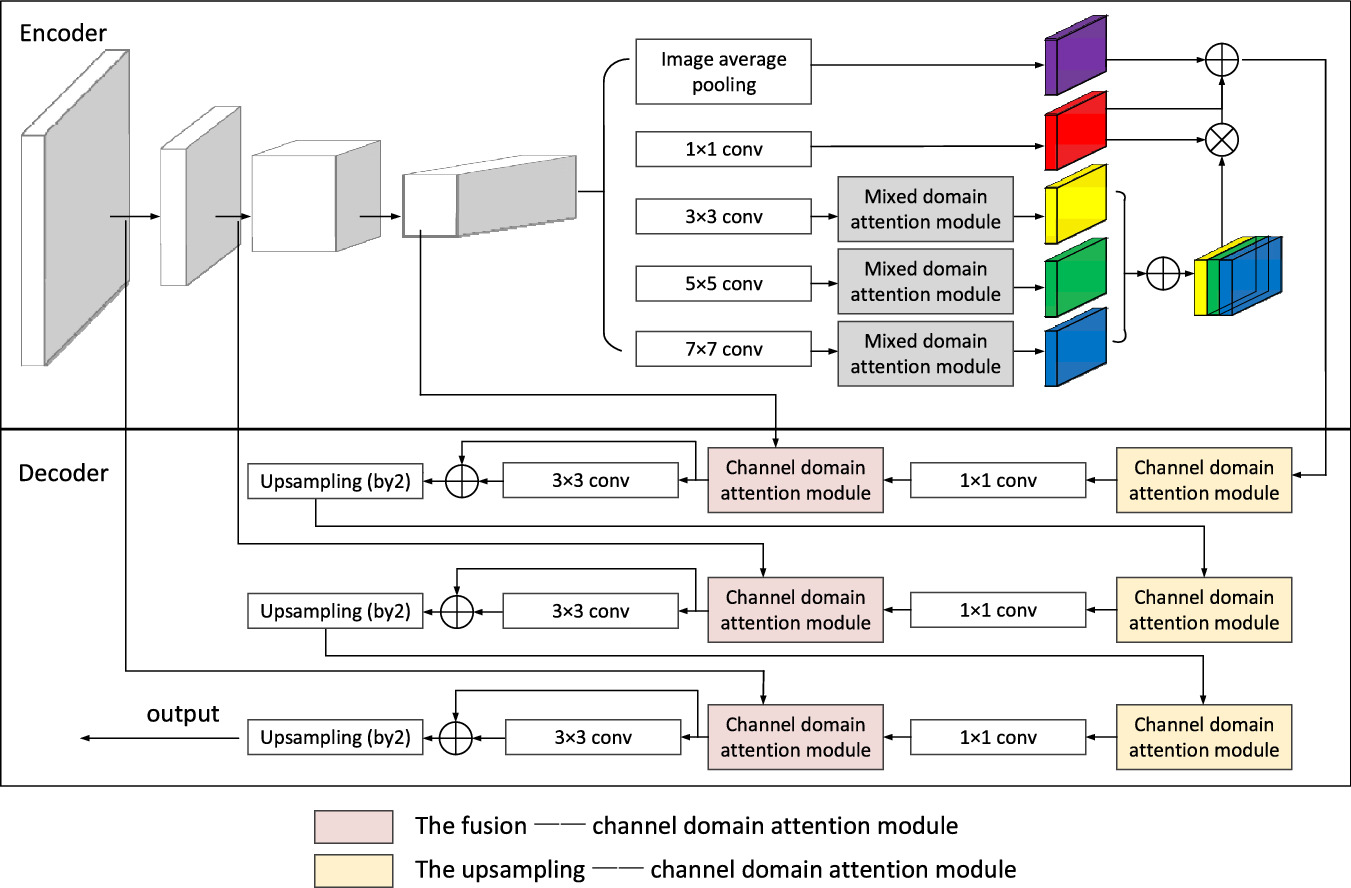 Encoder
Image average
pooling
1×1 conv
3×3 conv
Mixed domain
attention module
5×5 conv
Mixed domain
attention module
7×7 conv
Mixed domain
attention module
Decoder
Upsampling (by2)
3×3 conv
Channel domain
attention module
1×1 conv
Channel domain
attention module
Upsampling (by2)
3×3 conv
Channel domain
attention module
1×1 conv
Channel domain
attention module
output
Upsampling (by2)
3×3 conv
Channel domain
attention module
1×1 conv
Channel domain
attention module
The fusion —— channel domain attention module
The upsampling —— channel domain attention module